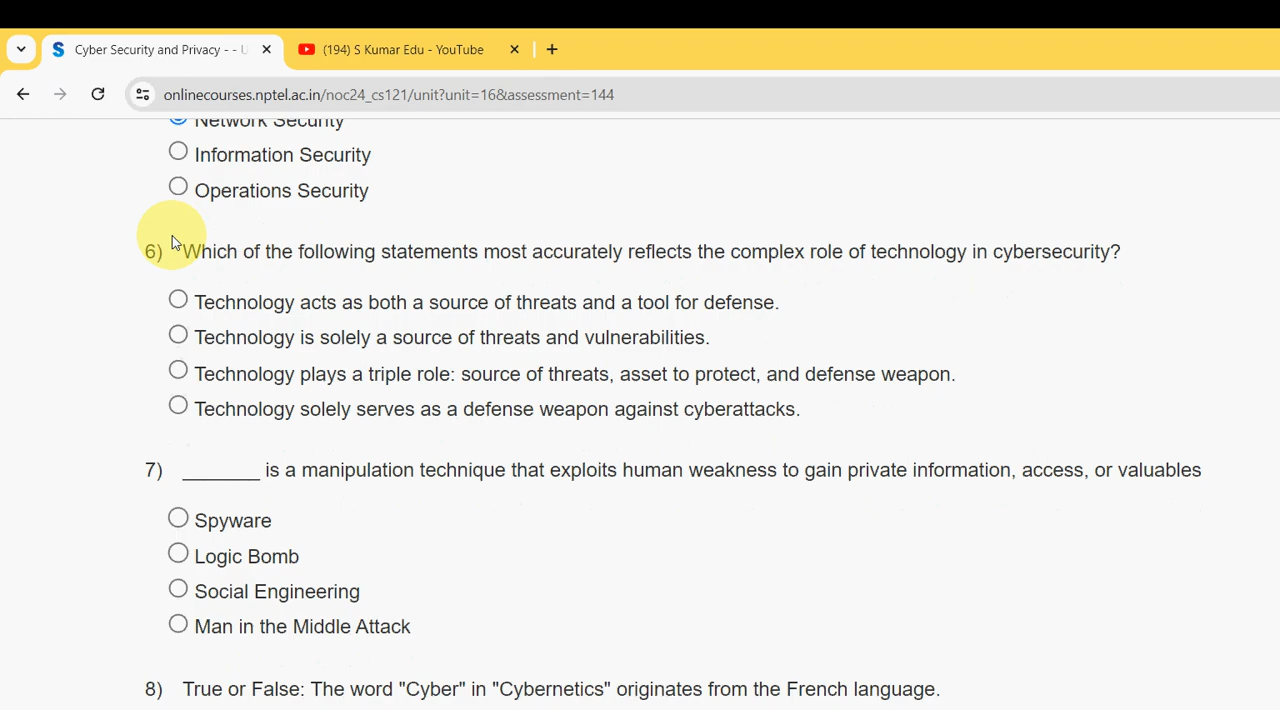 Cyber Security and Privacy - - U
(194) S Kumar Edu - YouTube
onlinecourses.nptel.ac.in/noc24_cs121/unit?unit=16&assessment=144
Network Security
Information Security
Operations Security
6) Which of the following statements most accurately reflects the complex role of technology in cybersecurity?
Technology acts as both a source of threats and a tool for defense.
Technology is solely a source of threats and vulnerabilities.
Technology plays a triple role: source of threats, asset to protect, and defense weapon.
Technology solely serves as a defense weapon against cyberattacks.
7) _______ is a manipulation technique that exploits human weakness to gain private information, access, or valuables
Spyware
Logic Bomb
Social Engineering
Man in the Middle Attack
8) True or False: The word "Cyber" in "Cybernetics" originates from the French language.